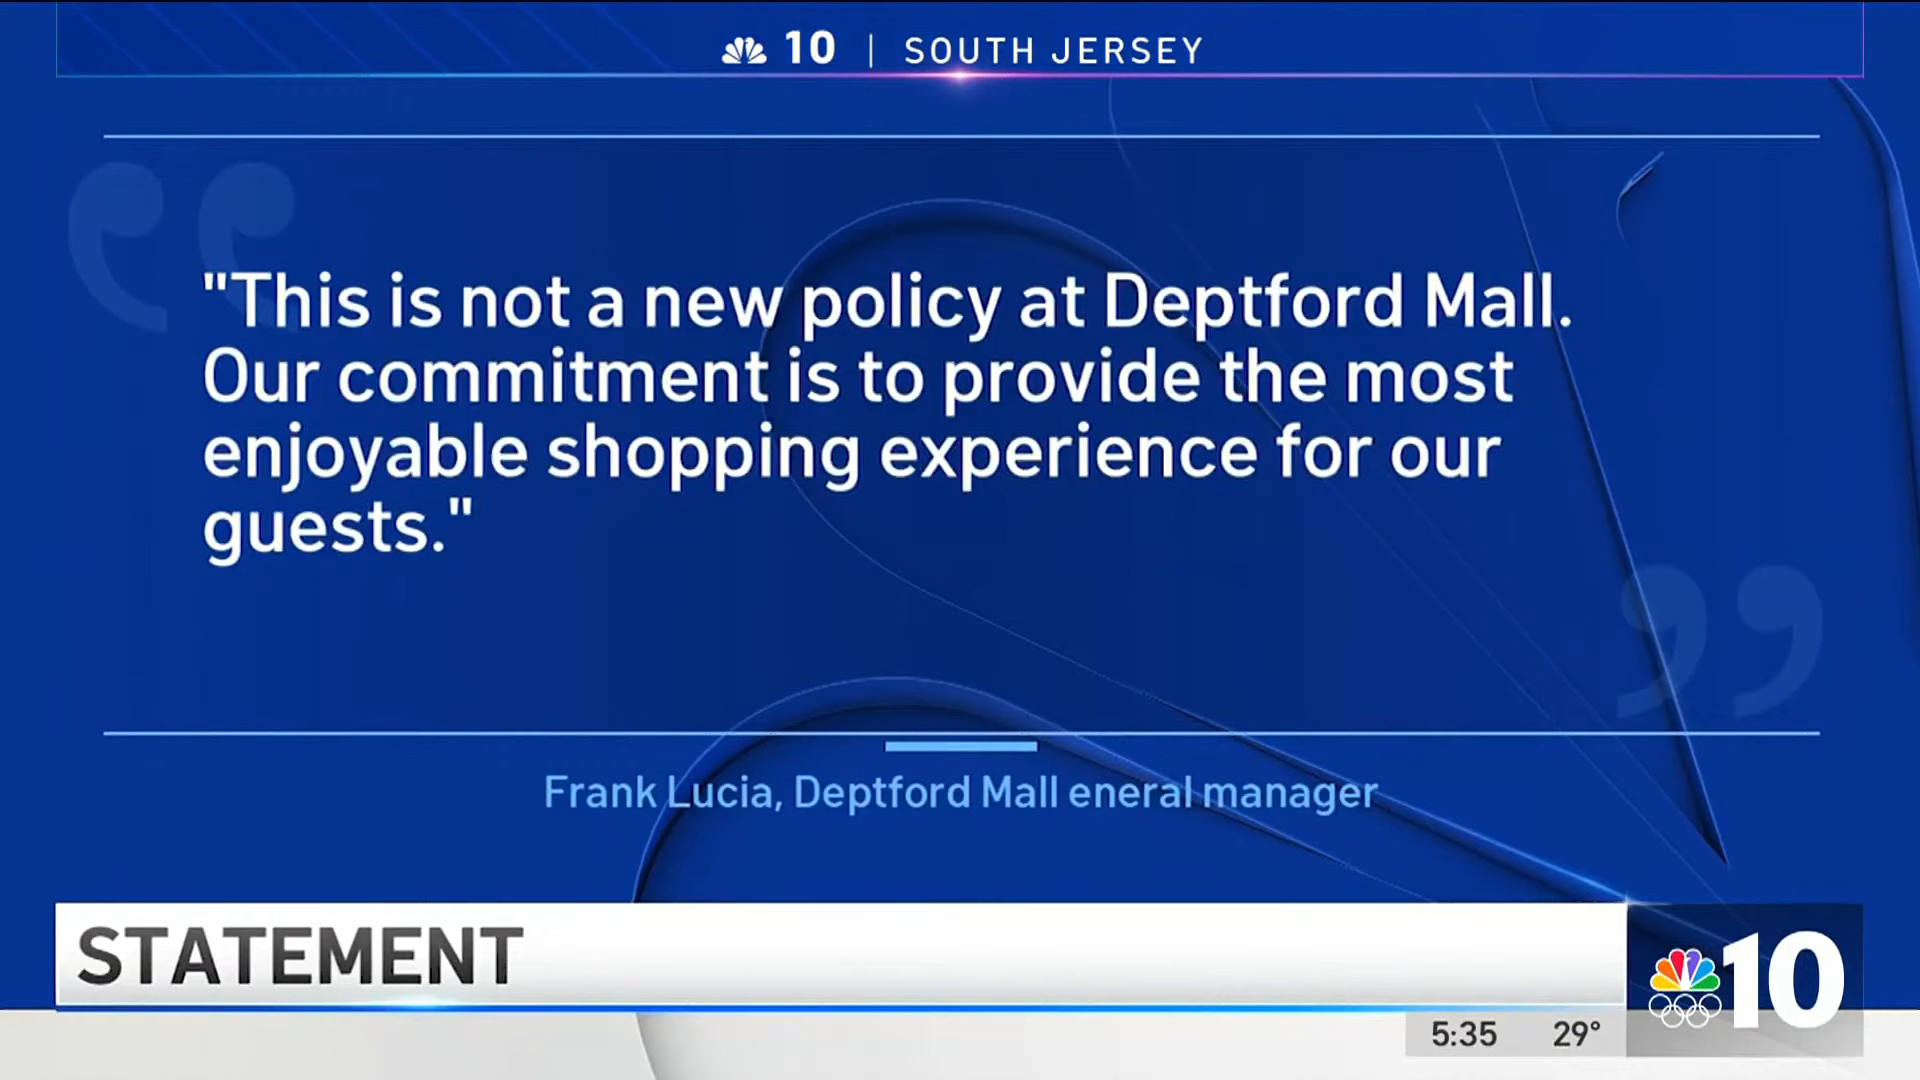 10 | SOUTH JERSEY
"This is not a new policy at Deptford Mall.
Our commitment is to provide the most
enjoyable shopping experience for our
guests."
Frank Lucia, Deptford Mall eneral manager
STATEMENT
10
5:35 29°